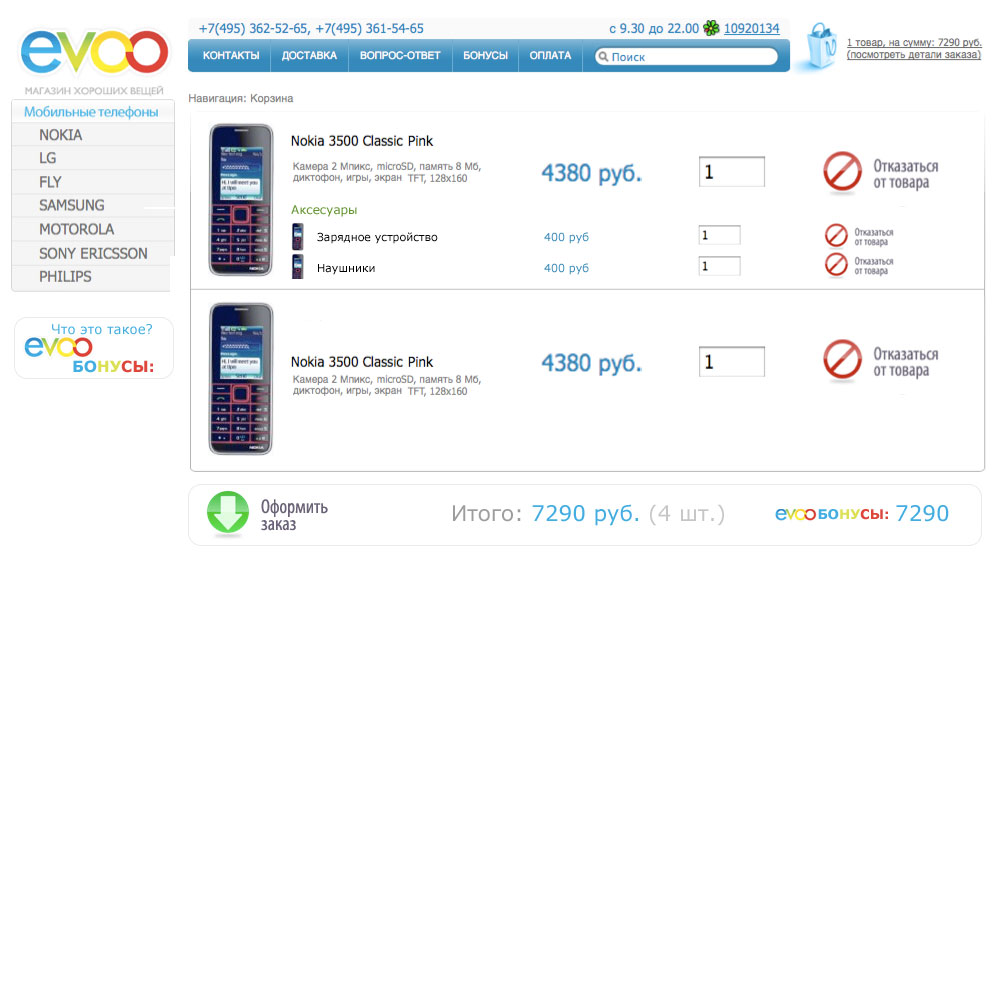 evoo
МАГАЗИН ХОРОШИХ ВЕЩЕЙ
+7(495) 362-52-65, +7(495) 361-54-65
с 9.30 до 22.00 10920134
КОНТАКТЫ ДОСТАВКА ВОПРОС-ОТВЕТ БОНУСЫ ОПЛАТА Поиск
1 товар, на сумму: 7290 руб.
(посмотреть детали заказа)
Мобильные телефоны
NOKIA
LG
FLY
SAMSUNG
MOTOROLA
SONY ERICSSON
PHILIPS
Что это такое?
evoo
БОНУСЫ:
Навигация: Корзина
Nokia 3500 Classic Pink
Камера 2 Мпикс, microSD, память 8 Мб,
диктофон, игры, экран TFT, 128x160
4380 руб.
1
Отказаться
от товара
Аксесуары
Зарядное устройство 400 руб 1
Отказаться
от товара
Наушники 400 руб 1
Отказаться
от товара
Nokia 3500 Classic Pink
Камера 2 Мпикс, microSD, память 8 Мб,
диктофон, игры, экран TFT, 128x160
4380 руб.
1
Отказаться
от товара
Оформить
заказ
Итого: 7290 руб. (4 шт.)
evoo БОНУСЫ: 7290